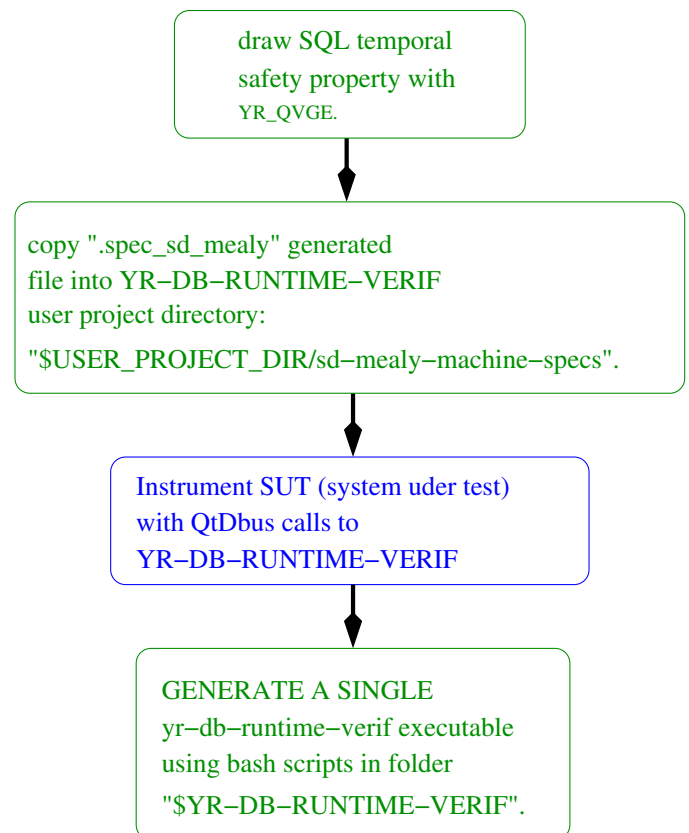 draw SQL temporal
safety property with
YR_QVGE.
copy ".spec_sd_mealy" generated
file into YR−DB−RUNTIME−VERIF
user project directory:
"$USER_PROJECT_DIR/sd−mealy−machine−specs".
Instrument SUT (system uder test)
with QtDbus calls to
YR−DB−RUNTIME−VERIF
GENERATE A SINGLE
yr−db−runtime−verif executable
using bash scripts in folder
"$YR−DB−RUNTIME−VERIF".